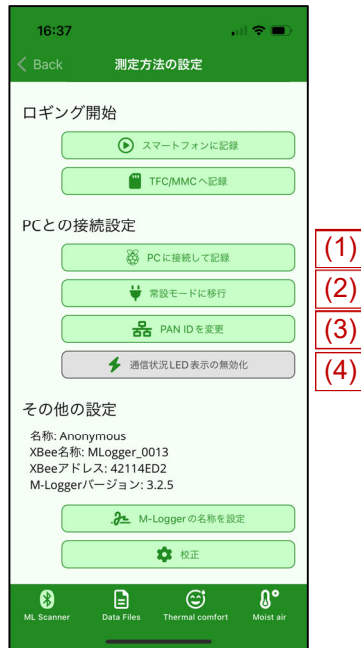 16:37
Back 測定方法の設定
ロギング開始
スマートフォンに記録
TFC/MMCへ記録
PCとの接続設定
PCに接続して記録 (1)
常設モードに移行 (2)
PAN IDを変更 (3)
通信状況LED表示の無効化 (4)
その他の設定
名称: Anonymous
XBee名称: MLogger_0013
XBeeアドレス: 42114ED2
M-Loggerバージョン: 3.2.5
M-Loggerの名称を設定
校正
ML Scanner Data Files Thermal comfort Moist air